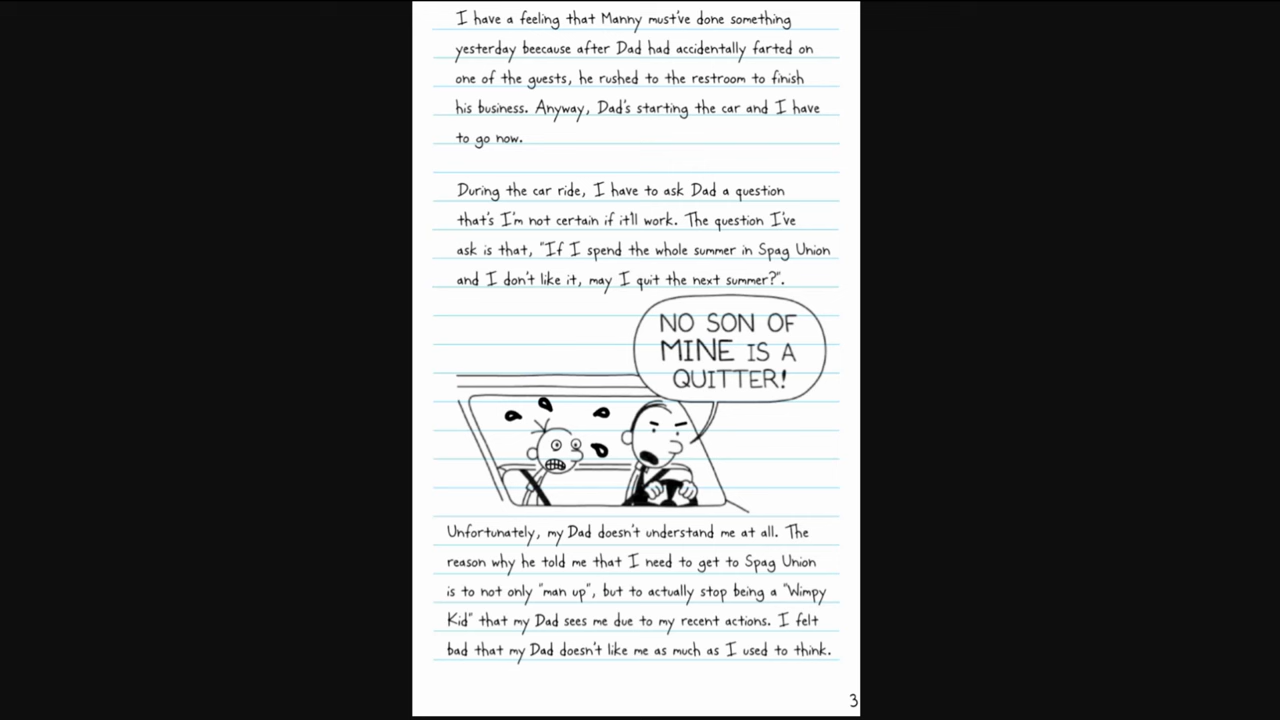 I have a feeling that Manny must've done something
yesterday beecause after Dad had accidentally farted on
one of the guests, he rushed to the restroom to finish
his business. Anyway, Dad's starting the car and I have
to go now.
During the car ride, I have to ask Dad a question
that's I'm not certain if it'll work. The question I've
ask is that, "If I spend the whole summer in Spag Union
and I don't like it, may I quit the next summer?".
NO SON OF
MINE IS A
QUITTER!
Unfortunately, my Dad doesn't understand me at all. The
reason why he told me that I need to get to Spag Union
is to not only "man up", but to actually stop being a "Wimpy
Kid" that my Dad sees me due to my recent actions. I felt
bad that my Dad doesn't like me as much as I used to think.
3